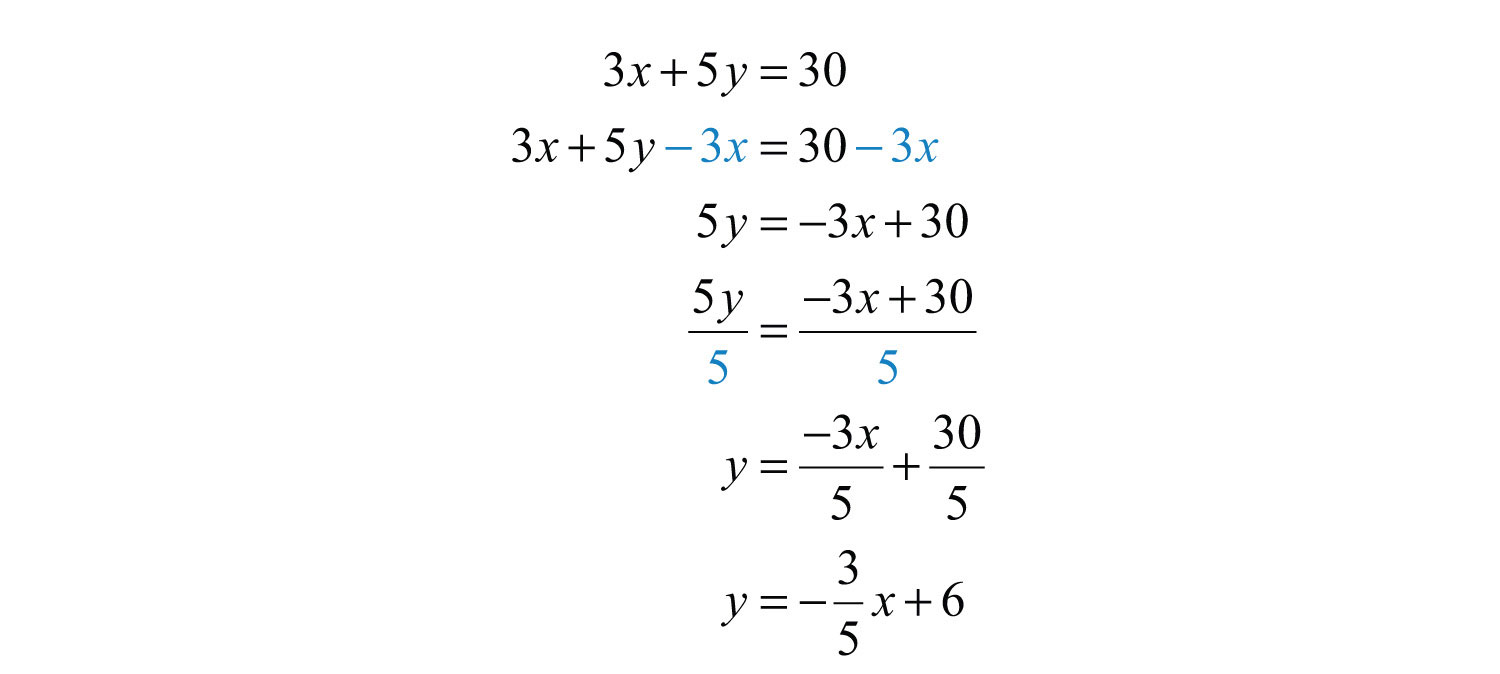 3x + 5y = 30
3x + 5y − 3x = 30 − 3x
5y = −3x + 30
5y/5 = (−3x + 30)/5
y = −3x/5 + 30/5
y = −3/5 x + 6